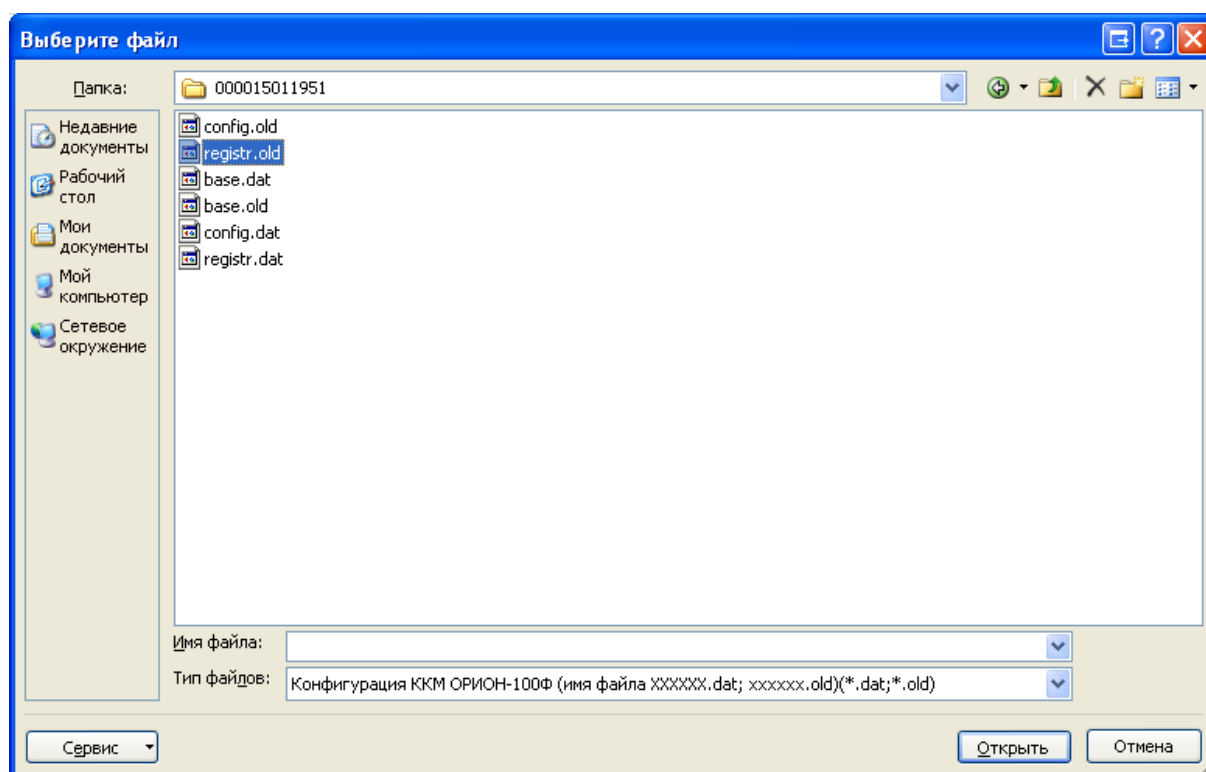 Выберите файл
Папка:
000015011951
Недавние
документы
Рабочий
стол
Мои
документы
Мой
компьютер
Сетевое
окружение
config.old
registr.old
base.dat
base.old
config.dat
registr.dat
Имя файла:
Тип файлов:
Конфигурация ККМ ОРИОН-100Ф (имя файла XXXXXX.dat; xxxxxx.old)(*.dat;*.old)
Сервис
Открыть
Отмена